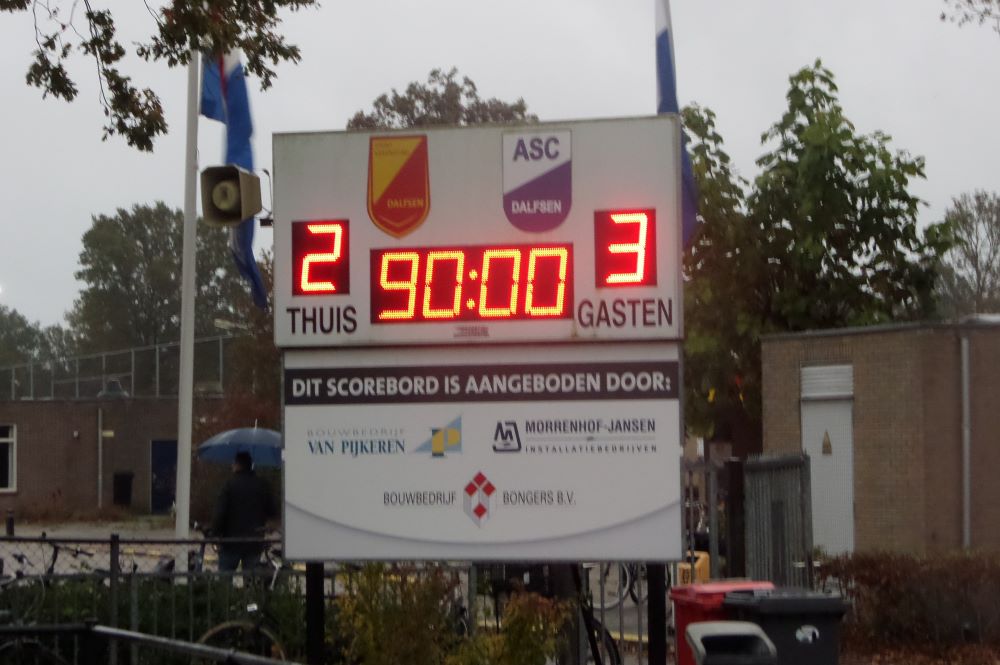 DALFSEN
ASC
DALFSEN
2
90:00
3
THUIS
GASTEN
DIT SCOREBORD IS AANGEBODEN DOOR:
BOUWBEDRIJF
VAN PIJKEREN
MORRENHOF-JANSEN
INSTALLATIEBEDRIJVEN
BOUWBEDRIJF BONGERS B.V.